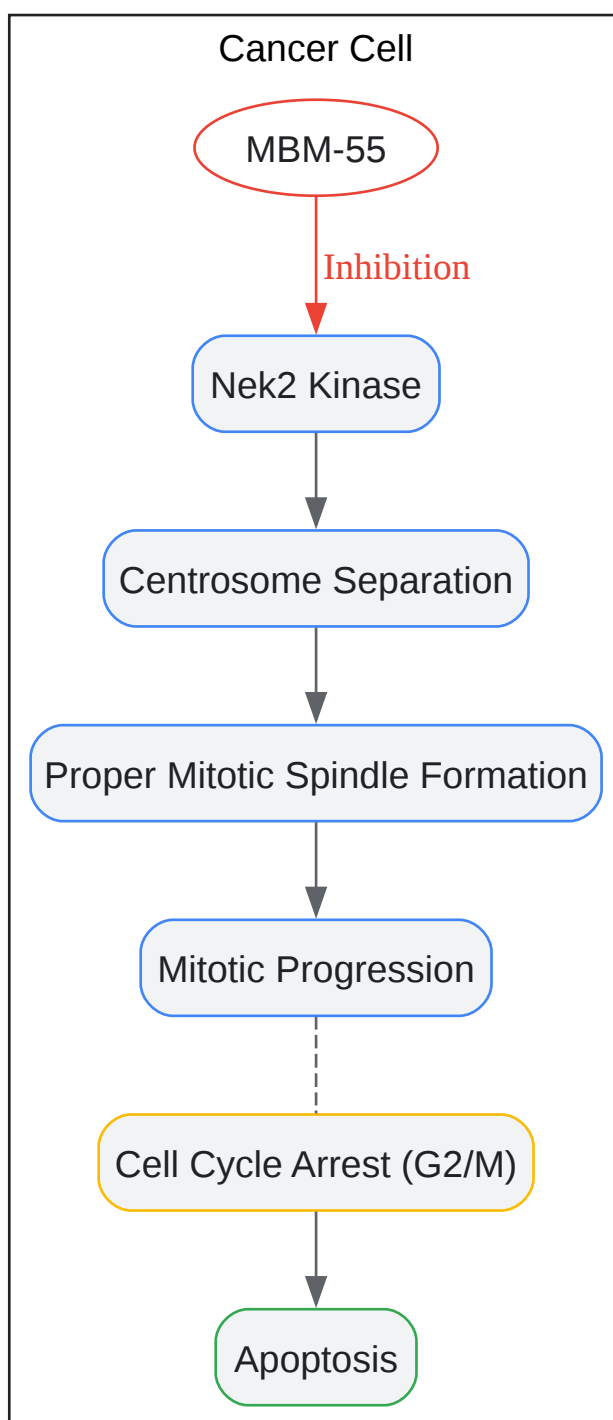 Cancer Cell
MBM-55
Inhibition
Nek2 Kinase
Centrosome Separation
Proper Mitotic Spindle Formation
Mitotic Progression
Cell Cycle Arrest (G2/M)
Apoptosis